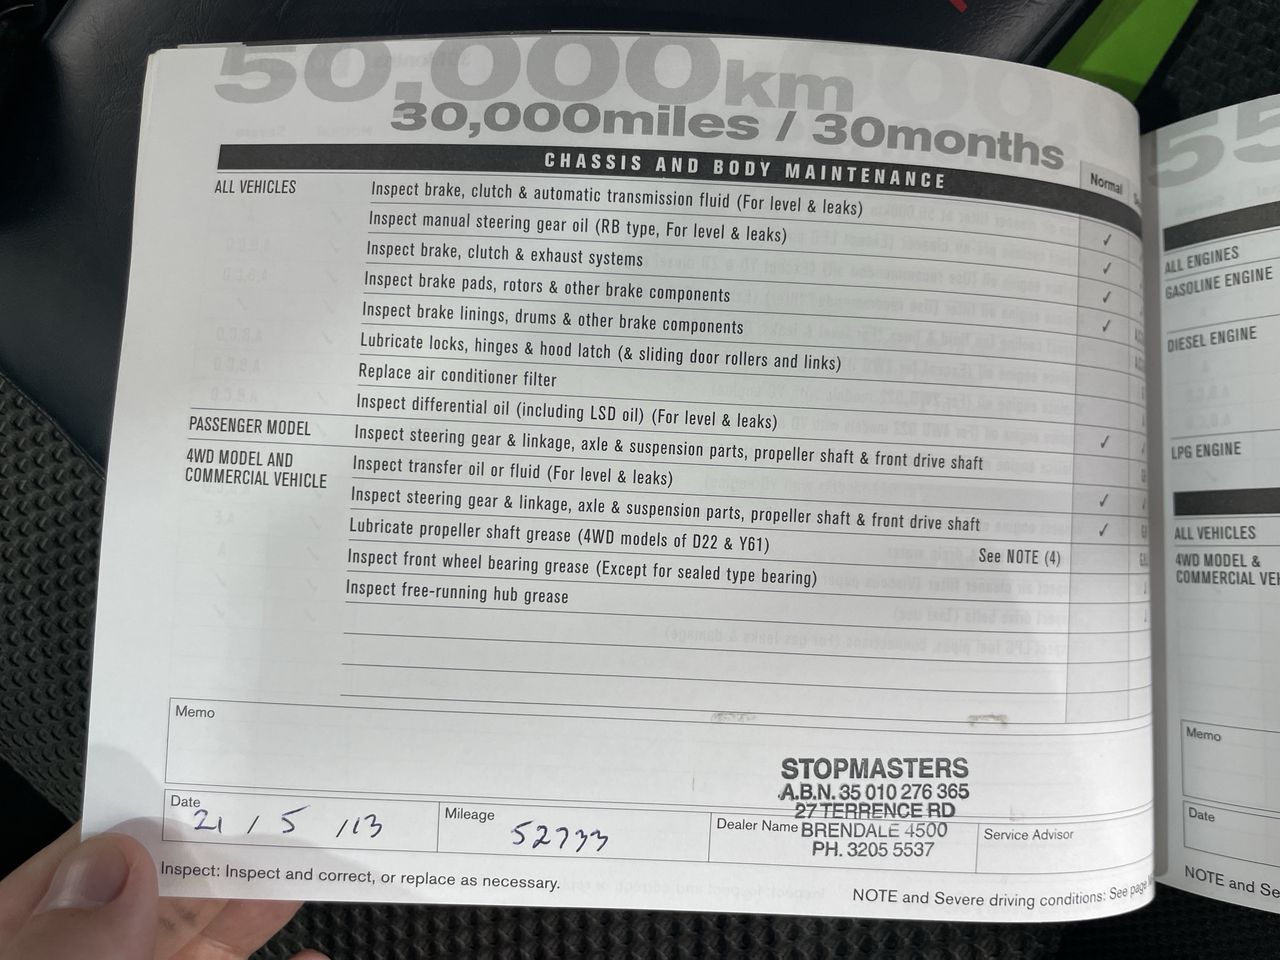 50,000km
30,000miles / 30months
CHASSIS AND BODY MAINTENANCE
Normal
ALL VEHICLES
Inspect brake, clutch & automatic transmission fluid (For level & leaks)
Inspect manual steering gear oil (RB type, For level & leaks) ✓
Inspect brake, clutch & exhaust systems ✓
Inspect brake pads, rotors & other brake components ✓
Inspect brake linings, drums & other brake components ✓
Lubricate locks, hinges & hood latch (& sliding door rollers and links)
Replace air conditioner filter
Inspect differential oil (including LSD oil) (For level & leaks)
PASSENGER MODEL
Inspect steering gear & linkage, axle & suspension parts, propeller shaft & front drive shaft ✓
4WD MODEL AND
COMMERCIAL VEHICLE
Inspect transfer oil or fluid (For level & leaks)
Inspect steering gear & linkage, axle & suspension parts, propeller shaft & front drive shaft ✓
Lubricate propeller shaft grease (4WD models of D22 & Y61) See NOTE (4) ✓
Inspect front wheel bearing grease (Except for sealed type bearing)
Inspect free-running hub grease
Memo
STOPMASTERS
A.B.N. 35 010 276 365
27 TERRENCE RD
BRENDALE 4500
PH. 3205 5537
Date
21 / 5 /13
Mileage
52733
Dealer Name
Service Advisor
Inspect: Inspect and correct, or replace as necessary.
NOTE and Severe driving conditions: See page
55
ALL ENGINES
GASOLINE ENGINE
DIESEL ENGINE
LPG ENGINE
ALL VEHICLES
4WD MODEL &
COMMERCIAL
Memo
Date
NOTE and